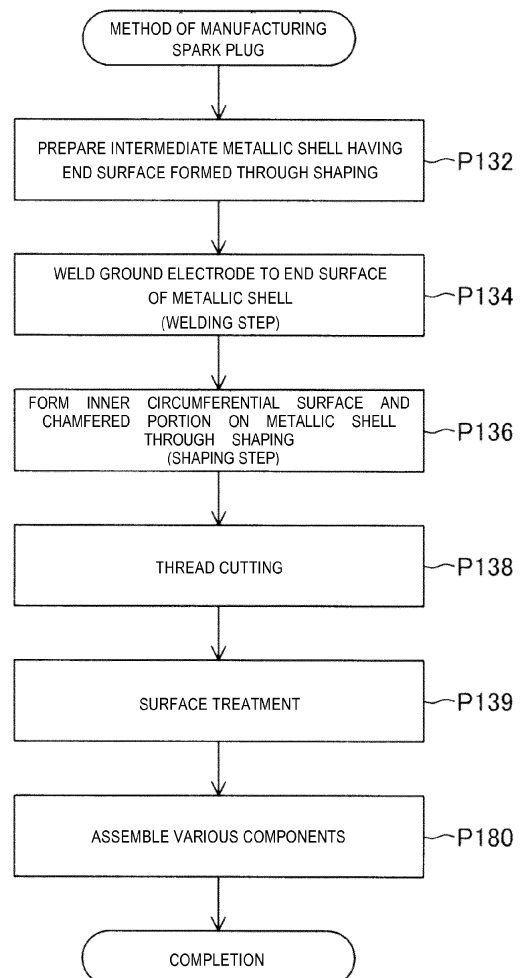 METHOD OF MANUFACTURING
SPARK PLUG
PREPARE INTERMEDIATE METALLIC SHELL HAVING
END SURFACE FORMED THROUGH SHAPING
P132
WELD GROUND ELECTRODE TO END SURFACE
OF METALLIC SHELL
(WELDING STEP)
P134
FORM INNER CIRCUMFERENTIAL SURFACE AND
CHAMFERED PORTION ON METALLIC SHELL
THROUGH SHAPING
(SHAPING STEP)
P136
THREAD CUTTING
P138
SURFACE TREATMENT
P139
ASSEMBLE VARIOUS COMPONENTS
P180
COMPLETION